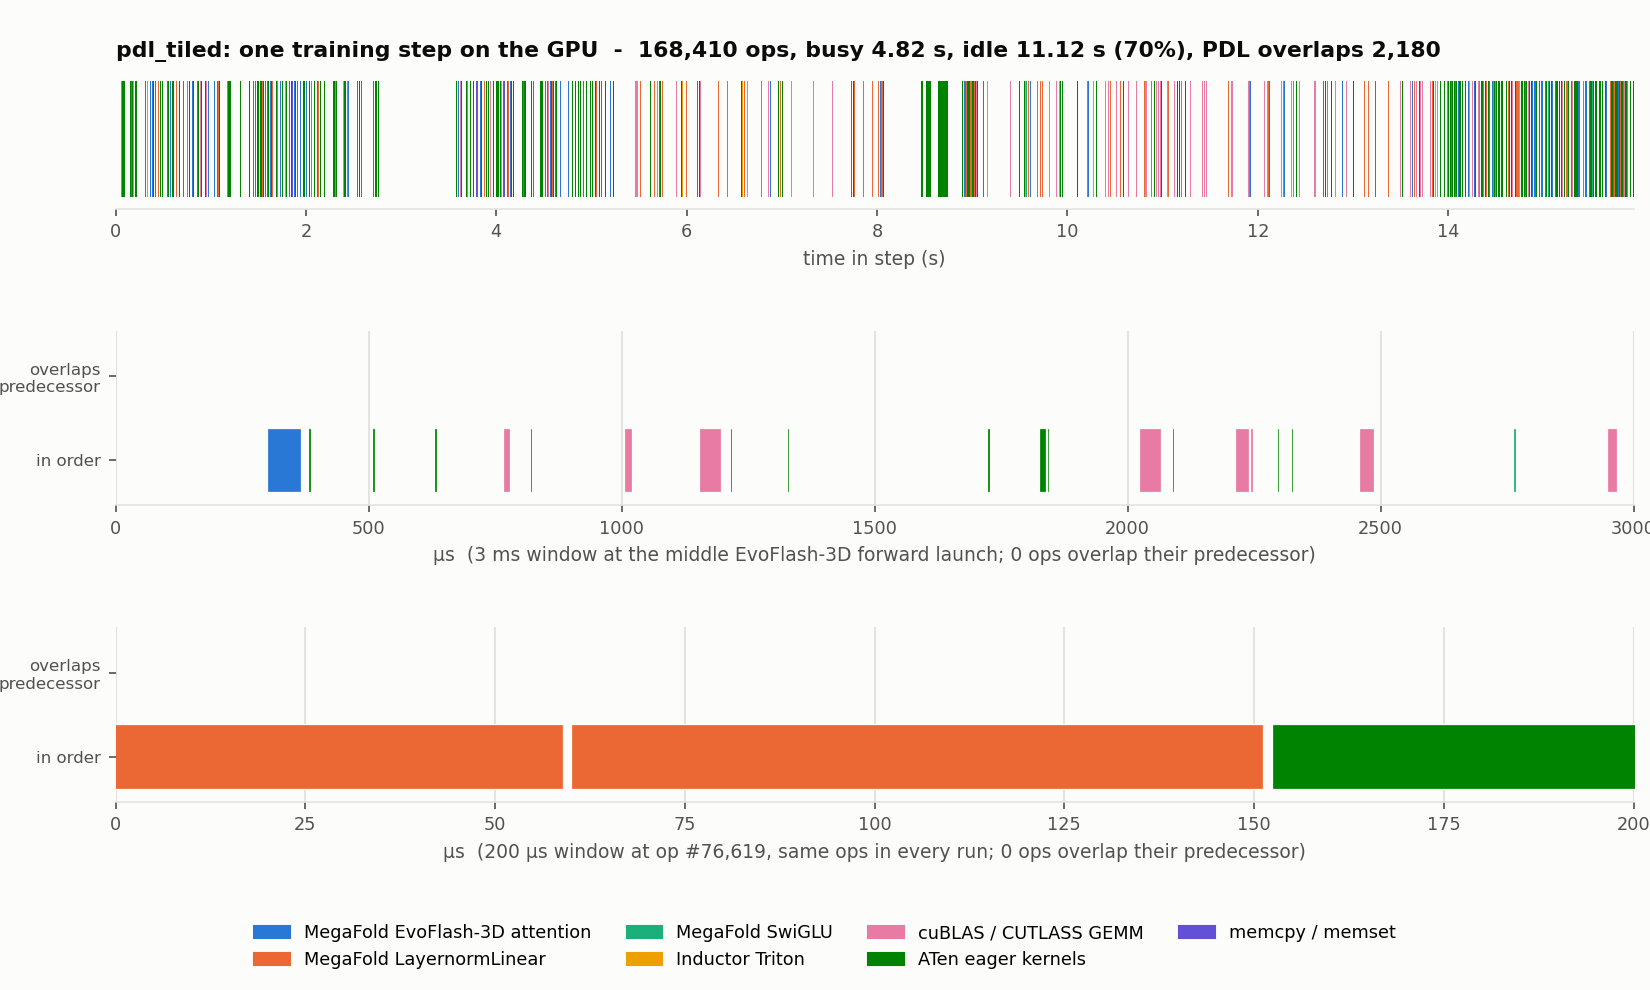 pdl_tiled: one training step on the GPU - 168,410 ops, busy 4.82 s, idle 11.12 s (70%), PDL overlaps 2,180
0 2 4 6 8 10 12 14
time in step (s)
overlaps
predecessor
in order
0 500 1000 1500 2000 2500 3000
µs (3 ms window at the middle EvoFlash-3D forward launch; 0 ops overlap their predecessor)
overlaps
predecessor
in order
0 25 50 75 100 125 150 175 200
µs (200 µs window at op #76,619, same ops in every run; 0 ops overlap their predecessor)
MegaFold EvoFlash-3D attention MegaFold SwiGLU cuBLAS / CUTLASS GEMM memcpy / memset
MegaFold LayernormLinear Inductor Triton ATen eager kernels